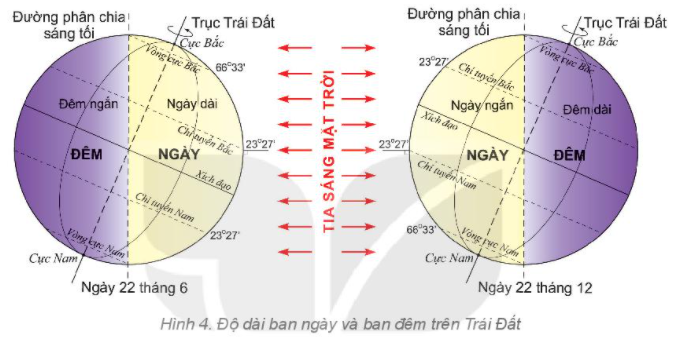 Đường phân chia
sáng tối
Trục Trái Đất
Cực Bắc
Vòng cực Bắc
66°33'
Đêm ngắn
Ngày dài
Chí tuyến Bắc
ĐÊM
NGÀY
23°27'
Xích đạo
Chí tuyến Nam
23°27'
Vòng cực Nam
Cực Nam
Ngày 22 tháng 6
TIA SÁNG MẶT TRỜI
Đường phân chia
sáng tối
Trục Trái Đất
Cực Bắc
Vòng cực Bắc
23°27'
Chí tuyến Bắc
Ngày ngắn
Đêm dài
Xích đạo
23°27'
NGÀY
ĐÊM
Chí tuyến Nam
66°33'
Vòng cực Nam
Cực Nam
Ngày 22 tháng 12
Hình 4. Độ dài ban ngày và ban đêm trên Trái Đất